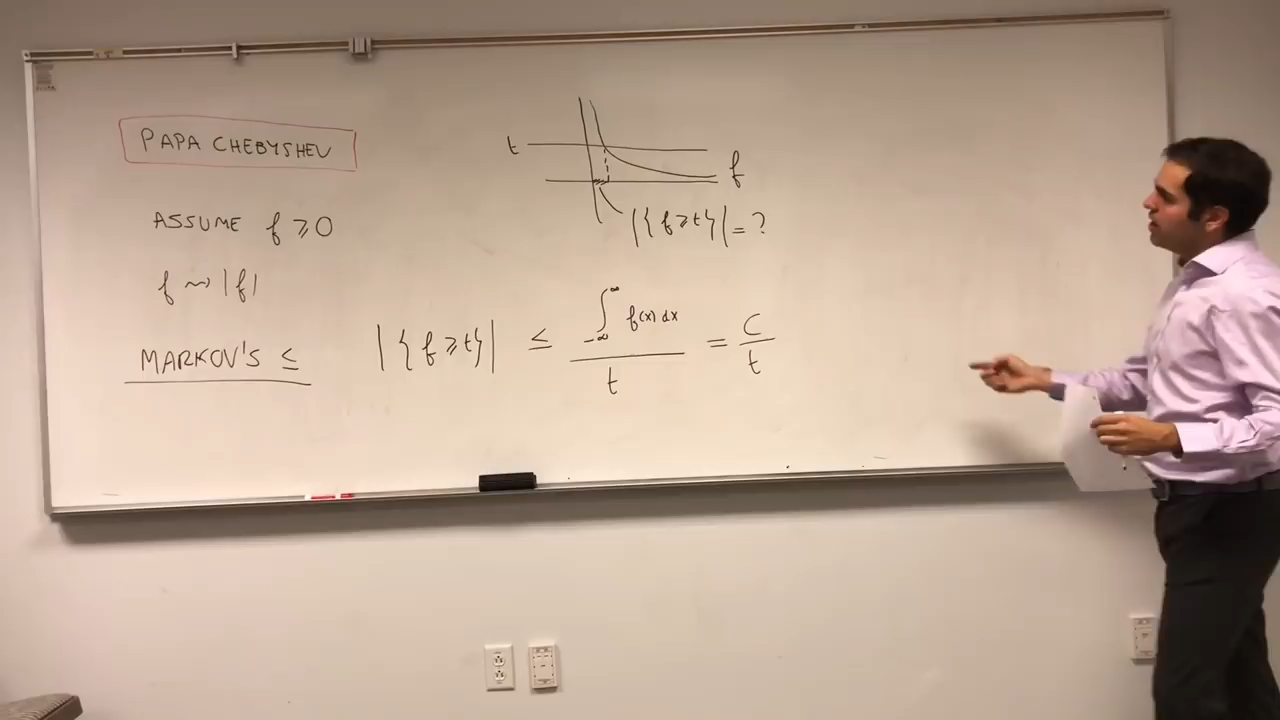 PAPA CHEBYSHEV
t
f
ASSUME f ⩾ 0
|{f⩾t}| = ?
f ⇝ |f|
MARKOV'S ≤
|{f⩾t}| ≤ ∫_{-∞}^{∞} f(x) dx / t = C/t